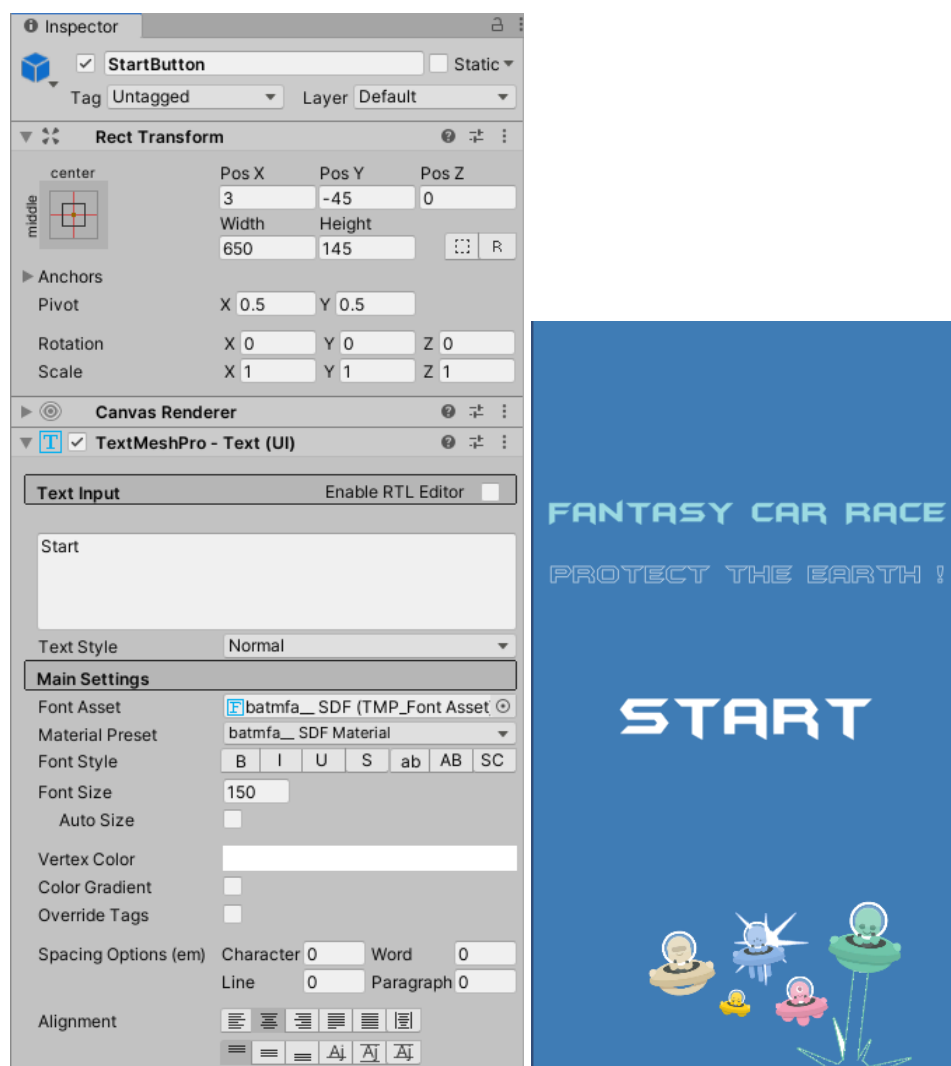 Inspector
StartButton Static
Tag Untagged Layer Default
Rect Transform
center Pos X Pos Y Pos Z
middle 3 -45 0
Width Height
650 145 R
Anchors
Pivot X 0.5 Y 0.5
Rotation X 0 Y 0 Z 0
Scale X 1 Y 1 Z 1
Canvas Renderer
T TextMeshPro - Text (UI)
Text Input Enable RTL Editor
Start
Text Style Normal
Main Settings
Font Asset F batmfa__ SDF (TMP_Font Asset)
Material Preset batmfa__ SDF Material
Font Style B I U S ab AB SC
Font Size 150
Auto Size
Vertex Color
Color Gradient
Override Tags
Spacing Options (em) Character 0 Word 0
Line 0 Paragraph 0
Alignment
FANTASY CAR RACE
PROTECT THE EARTH !
START